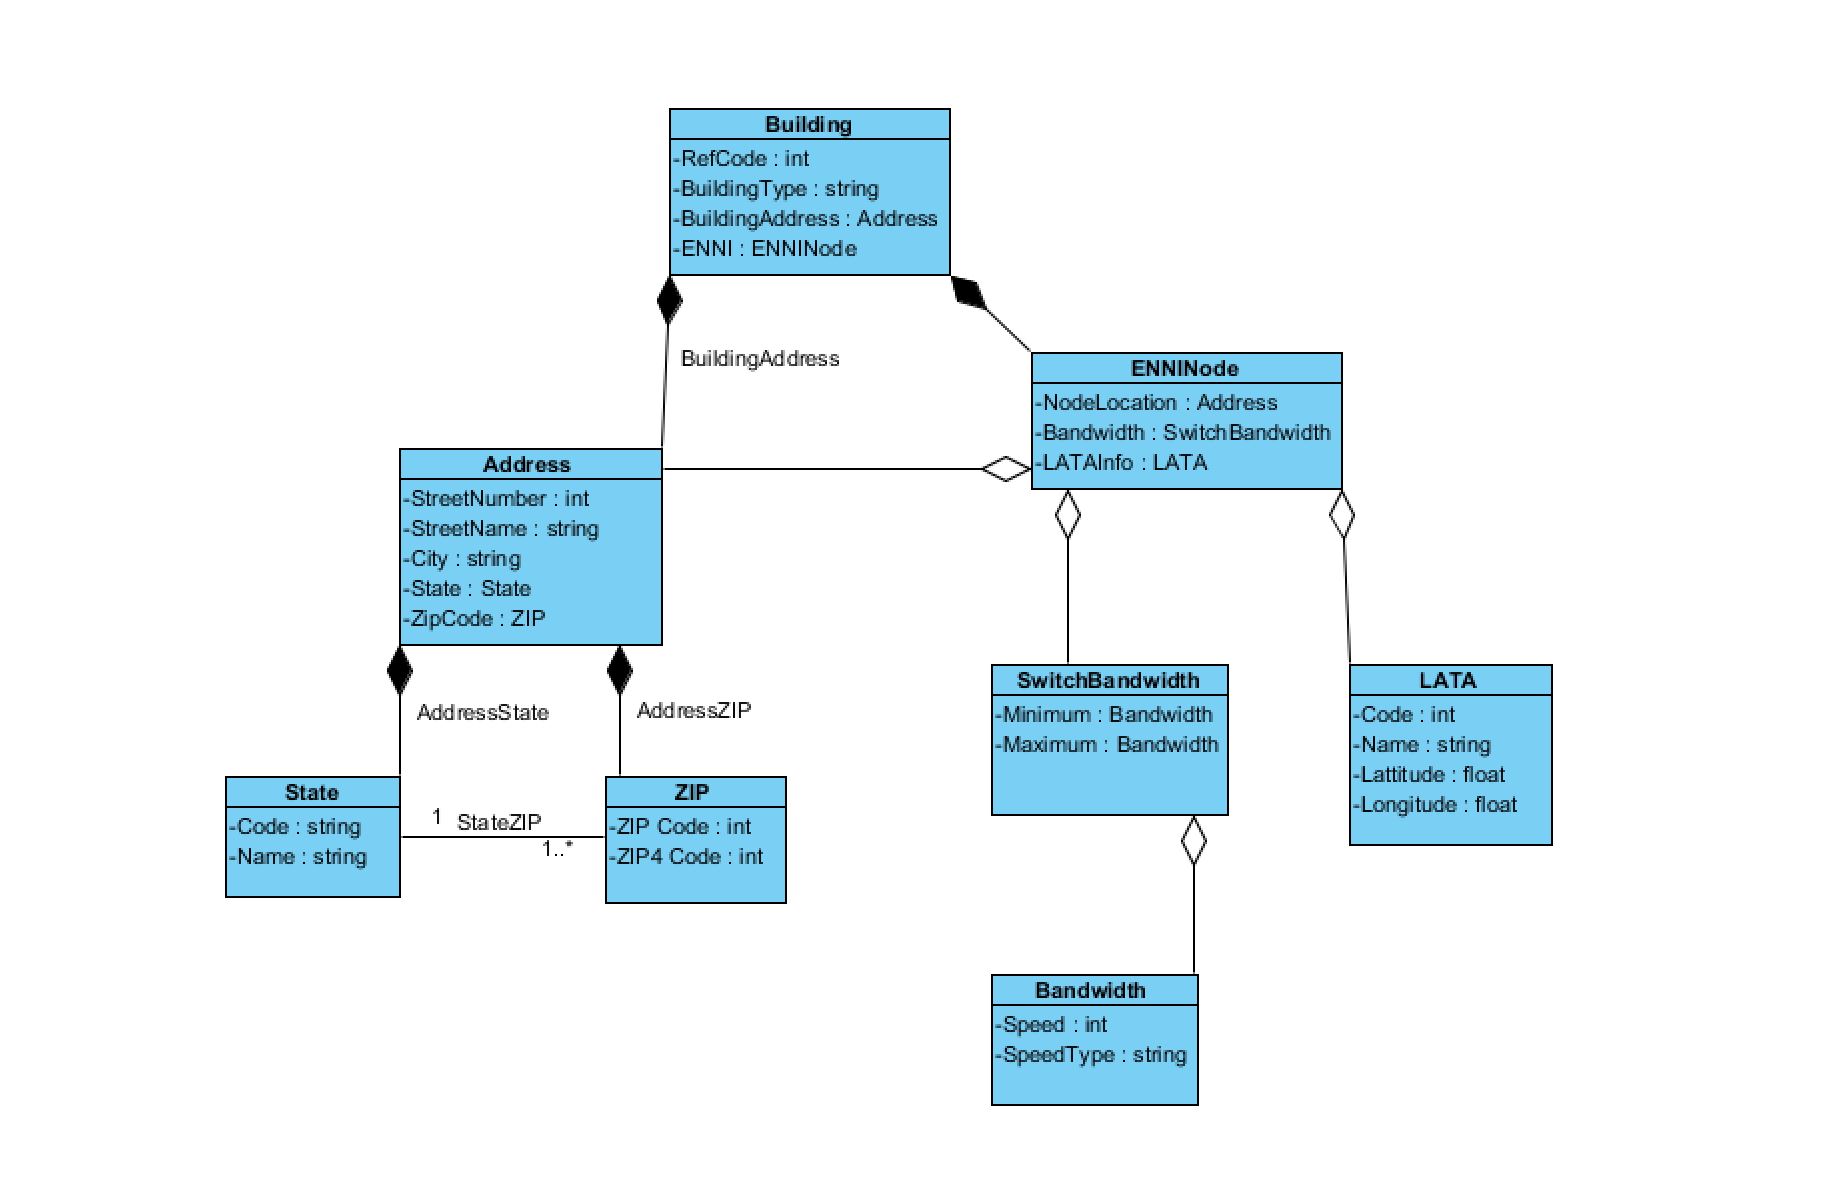 Building
-RefCode : int
-BuildingType : string
-BuildingAddress : Address
-ENNI : ENNINode
BuildingAddress
ENNINode
-NodeLocation : Address
-Bandwidth : SwitchBandwidth
-LATAInfo : LATA
Address
-StreetNumber : int
-StreetName : string
-City : string
-State : State
-ZipCode : ZIP
AddressState
AddressZIP
SwitchBandwidth
-Minimum : Bandwidth
-Maximum : Bandwidth
LATA
-Code : int
-Name : string
-Lattitude : float
-Longitude : float
State
-Code : string
-Name : string
1 StateZIP
1..*
ZIP
-ZIP Code : int
-ZIP4 Code : int
Bandwidth
-Speed : int
-SpeedType : string